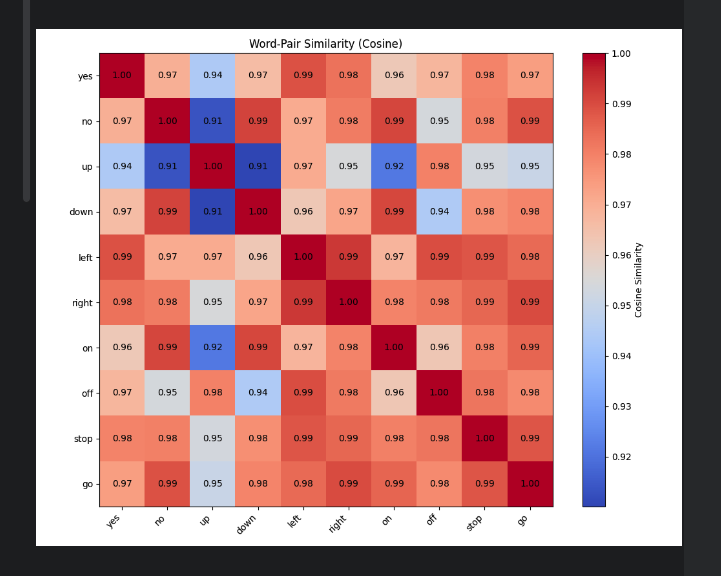 Word-Pair Similarity (Cosine)
yes 1.00 0.97 0.94 0.97 0.99 0.98 0.96 0.97 0.98 0.97
no 0.97 1.00 0.91 0.99 0.97 0.98 0.99 0.95 0.98 0.99
up 0.94 0.91 1.00 0.91 0.97 0.95 0.92 0.98 0.95 0.95
down 0.97 0.99 0.91 1.00 0.96 0.97 0.99 0.94 0.98 0.98
left 0.99 0.97 0.97 0.96 1.00 0.99 0.97 0.99 0.99 0.98
right 0.98 0.98 0.95 0.97 0.99 1.00 0.98 0.98 0.99 0.99
on 0.96 0.99 0.92 0.99 0.97 0.98 1.00 0.96 0.98 0.99
off 0.97 0.95 0.98 0.94 0.99 0.98 0.96 1.00 0.98 0.98
stop 0.98 0.98 0.95 0.98 0.99 0.99 0.98 0.98 1.00 0.99
go 0.97 0.99 0.95 0.98 0.98 0.99 0.99 0.98 0.99 1.00
yes no up down left right on off stop go
1.00
0.99
0.98
0.97
0.96
0.95
0.94
0.93
0.92
Cosine Similarity